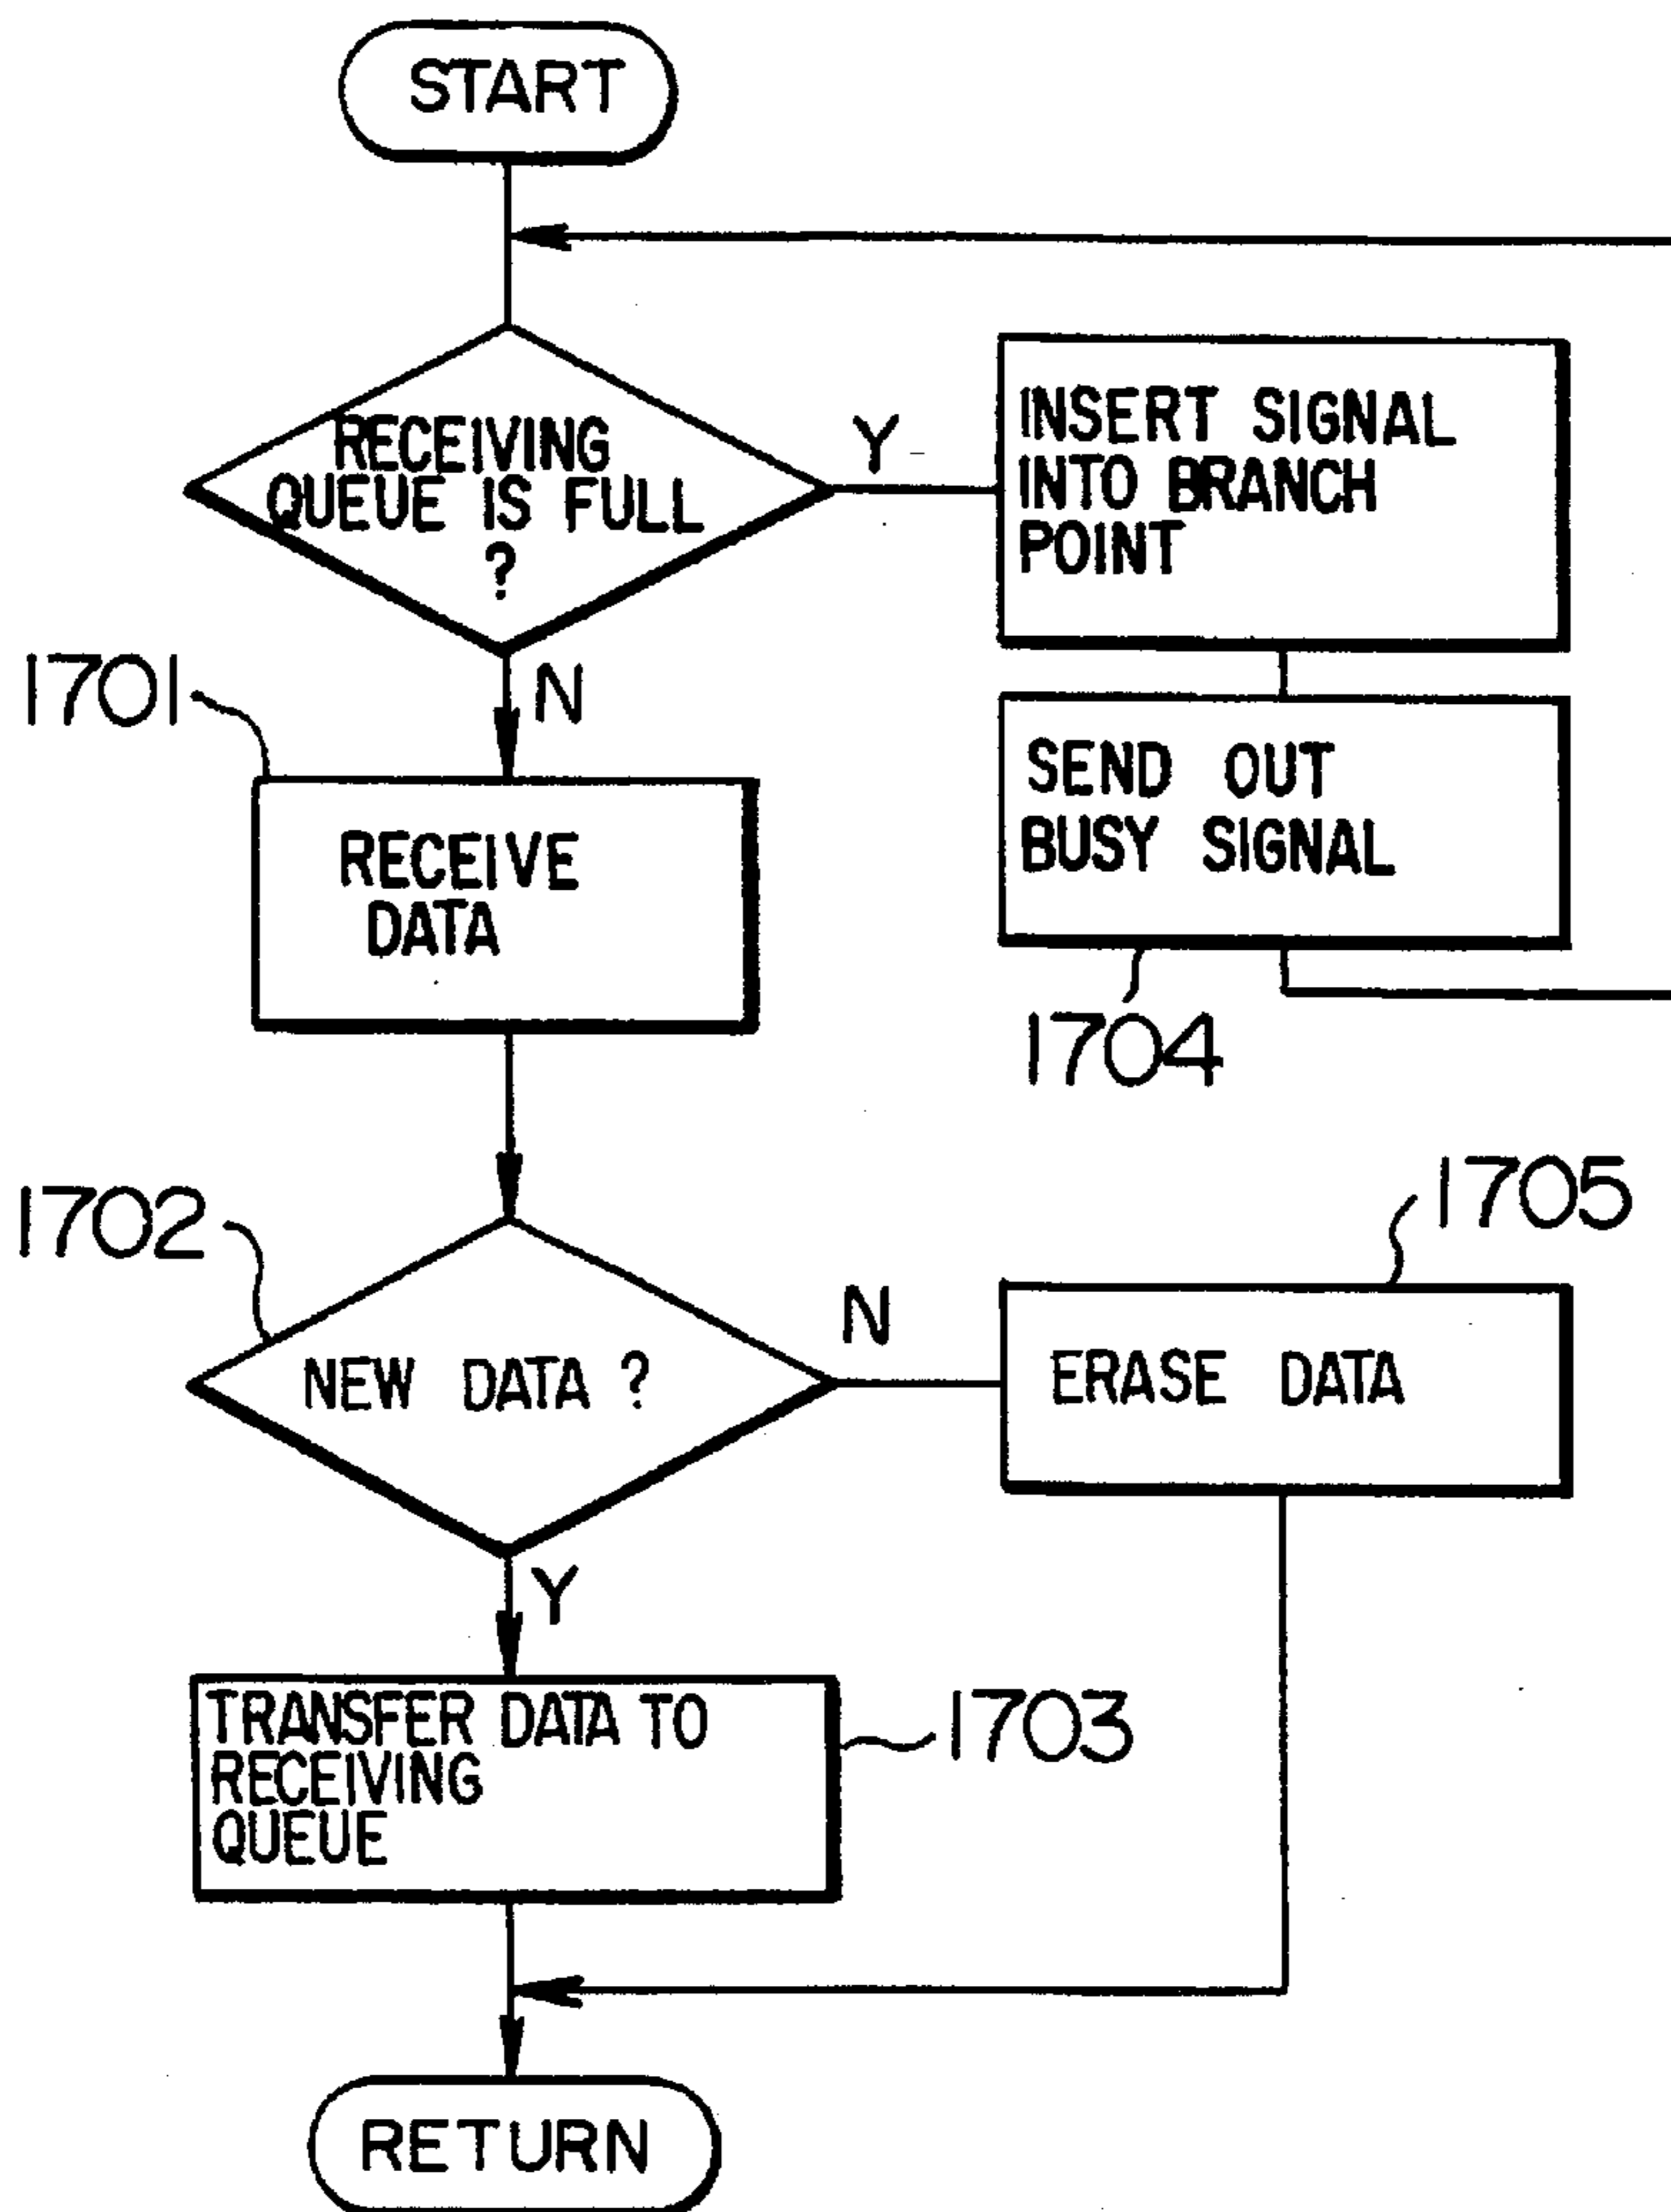 START
RECEIVING
QUEUE IS FULL
?
Y
INSERT SIGNAL
INTO BRANCH
POINT
N
1701
SEND OUT
BUSY SIGNAL
RECEIVE
DATA
1704
1702
1705
NEW DATA ?
N
ERASE DATA
Y
TRANSFER DATA TO
RECEIVING
QUEUE
1703
RETURN